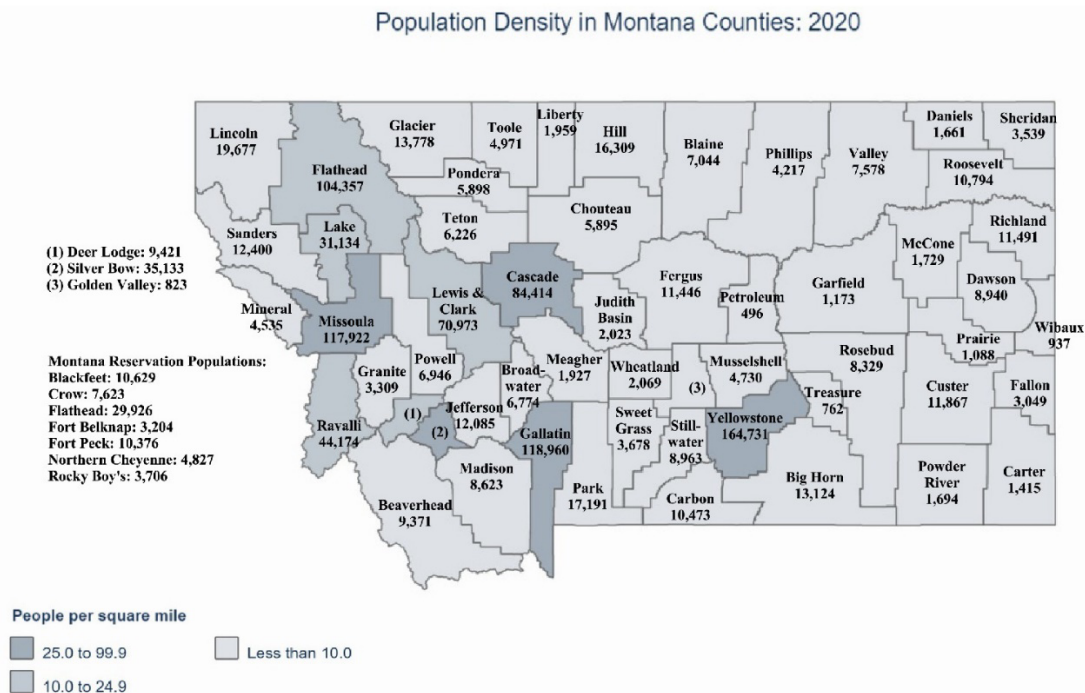 Population Density in Montana Counties: 2020
Lincoln
19,677
Flathead
104,357
Glacier
13,778
Toole
4,971
Liberty
1,959
Hill
16,309
Blaine
7,044
Phillips
4,217
Valley
7,578
Daniels
1,661
Sheridan
3,539
Roosevelt
10,794
Pondera
5,898
Teton
6,226
Chouteau
5,895
Sanders
12,400
Lake
31,134
Richland
11,491
McCone
1,729
Dawson
8,940
Garfield
1,173
(1) Deer Lodge: 9,421
(2) Silver Bow: 35,133
(3) Golden Valley: 823
Mineral
4,535
Missoula
117,922
Lewis &
Clark
70,973
Cascade
84,414
Judith
Basin
2,023
Fergus
11,446
Petroleum
496
Wibaux
937
Prairie
1,088
Montana Reservation Populations:
Blackfeet: 10,629
Crow: 7,623
Flathead: 29,926
Fort Belknap: 3,204
Fort Peck: 10,376
Northern Cheyenne: 4,827
Rocky Boy's: 3,706
Granite
3,309
Powell
6,946
Broad-
water
6,774
Meagher
1,927
Wheatland
2,069
(3)
Musselshell
4,730
Rosebud
8,329
Treasure
762
Custer
11,867
Fallon
3,049
Ravalli
44,174
(1)
(2)
Jefferson
12,085
Gallatin
118,960
Sweet
Grass
3,678
Still-
water
8,963
Yellowstone
164,731
Madison
8,623
Beaverhead
9,371
Park
17,191
Carbon
10,473
Big Horn
13,124
Powder
River
1,694
Carter
1,415
People per square mile
25.0 to 99.9
Less than 10.0
10.0 to 24.9